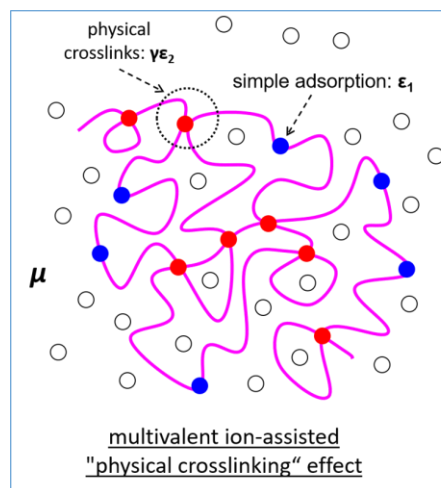 physical
crosslinks: γε₂
simple adsorption: ε₁
μ
multivalent ion-assisted
"physical crosslinking“ effect